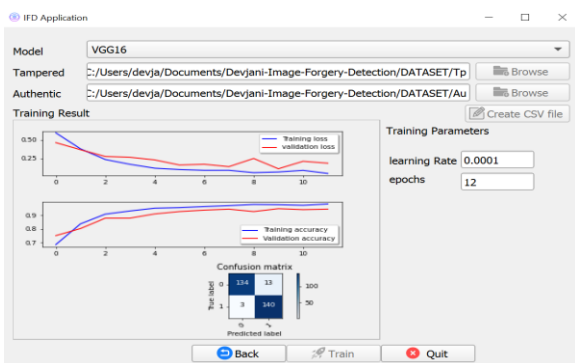 IFD Application
Model VGG16
Tampered C:/Users/devja/Documents/Devjani-Image-Forgery-Detection/DATASET/Tp Browse
Authentic C:/Users/devja/Documents/Devjani-Image-Forgery-Detection/DATASET/Au Browse
Training Result Create CSV file
Training Parameters
learning Rate 0.0001
epochs 12
Training loss
validation loss
0.50
0.25
0 2 4 6 8 10
Training accuracy
Validation accuracy
0.9
0.8
0.7
0 2 4 6 8 10
Confusion matrix
True label
0 134 13
1 3 140
100
50
0 1
Predicted label
Back Train Quit